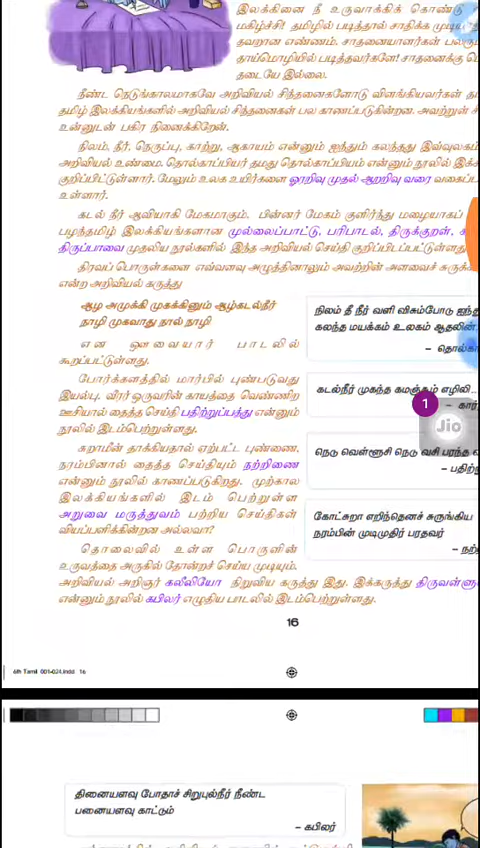 இலக்கினை நீ உருவாக்கிக் கொண்டு
மகிழ்ச்சி! தமிழில் படித்தால் சாதிக்க முடியா
தவறான எண்ணம். சாதனையாளர்கள் பலரும்
தாய்மொழியில் படித்தவர்களே! சாதனைக்கு
தடையே இல்லை.
நீண்ட நெடுங்காலமாகவே அறிவியல் சிந்தனைகளோடு விளங்கியவர்கள்
தமிழ் இலக்கியங்களில் அறிவியல் சிந்தனைகள் பல காணப்படுகின்றன. அவற்றுள்
உன்னுடன் பகிர நினைக்கிறேன்.
நிலம், நீர், நெருப்பு, காற்று, ஆகாயம் என்னும் ஐந்தும் கலந்தது இவ்வுலகம்
அறிவியல் உண்மை. தொல்காப்பியர் தமது தொல்காப்பியம் என்னும் நூலில்
குறிப்பிட்டுள்ளார். மேலும் உலக உயிர்களை ஓரறிவு முதல் ஆறறிவு வரை
உள்ளார்.
கடல் நீர் ஆவியாகி மேகமாகும். பின்னர் மேகம் குளிர்ந்து மழையாகப்
பழந்தமிழ் இலக்கியங்களான முல்லைப்பாட்டு, பரிபாடல், திருக்குறள்,
திருப்பாவை முதலிய நூல்களில் இந்த அறிவியல் செய்தி குறிப்பிடப்பட்டுள்ளது
திரவப் பொருள்களை எவ்வளவு அழுத்தினாலும் அவற்றின் அளவைச்
என்ற அறிவியல் கருத்து
ஆழ அமுக்கி முகக்கினும் ஆழ்கடல்நீர்
நாழி முகவாது நால் நாழி
என ஔவையார் பாடலில்
கூறப்பட்டுள்ளது.
போர்க்களத்தில் மார்பில் புண்படுவது
இயல்பு. வீரர் ஒருவரின் காயத்தை வெண்ணிற
ஊசியால் தைத்த செய்தி பதிற்றுப்பத்து என்னும்
நூலில் இடம்பெற்றுள்ளது.
சுறாமீன் தாக்கியதால் ஏற்பட்ட புண்ணை,
நரம்பினால் தைத்த செய்தியும் நற்றிணை
என்னும் நூலில் காணப்படுகிறது. முற்கால
இலக்கியங்களில் இடம் பெற்றுள்ள
அறுவை மருத்துவம் பற்றிய செய்திகள்
வியப்பளிக்கின்றன அல்லவா?
தொலைவில் உள்ள பொருளின்
உருவத்தை அருகில் தோன்றச் செய்ய முடியும்.
அறிவியல் அறிஞர் கலீலியோ நிறுவிய கருத்து இது. இக்கருத்து
என்னும் நூலில் கபிலர் எழுதிய பாடலில் இடம்பெற்றுள்ளது.
நிலம் தீ நீர் வளி விசும்போடு ஐந்தும்
கலந்த மயக்கம் உலகம் ஆதலின்
கடல்நீர் முகந்த கமஞ்சூழ் எழிலி...
1
Jio
நெடு வெள்ளூசி நெடு வசி பரந்த
கோட்சுறா எறிந்தெனச் சுருங்கிய
நரம்பின் முடிமுதிர் பரதவர்
16
6th Tamil 001-024.indd 16
தினையளவு போதாச் சிறுபுல்நீர் நீண்ட
பனையளவு காட்டும்
– கபிலர்